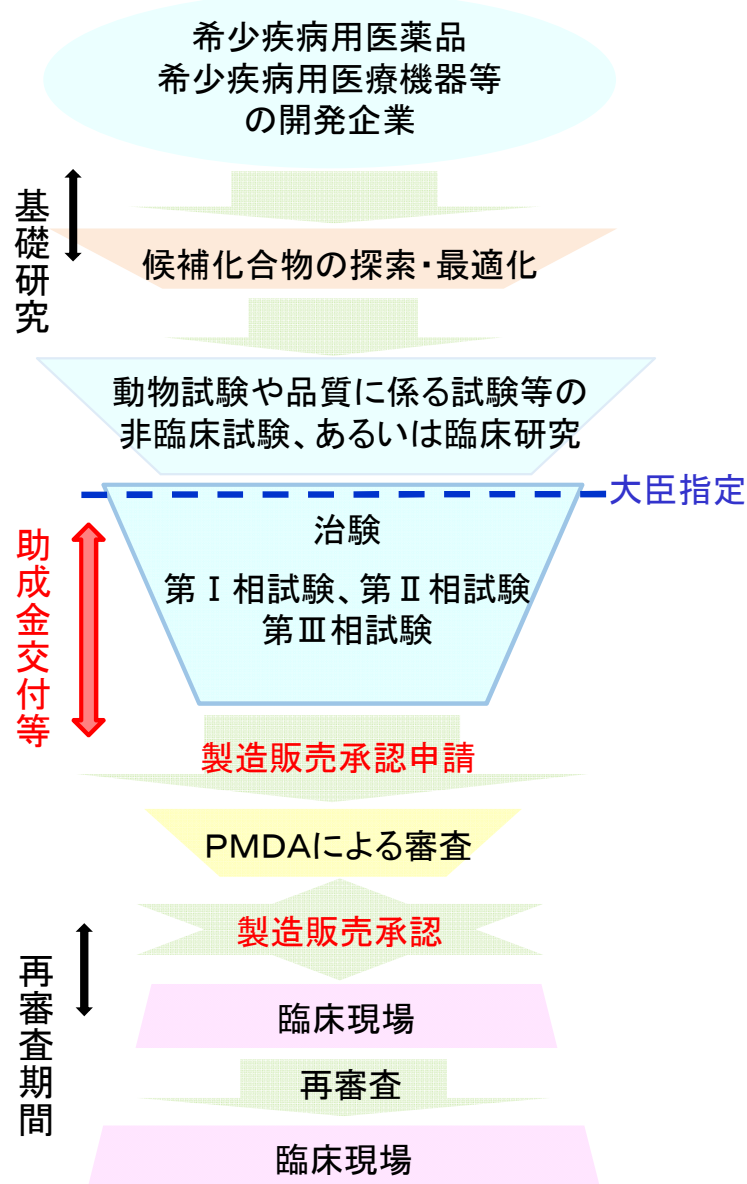 希少疾病用医薬品
希少疾病用医療機器等
の開発企業
基礎研究
候補化合物の探索・最適化
動物試験や品質に係る試験等の
非臨床試験、あるいは臨床研究
大臣指定
助成金交付等
治験
第Ⅰ相試験、第Ⅱ相試験
第Ⅲ相試験
製造販売承認申請
PMDAによる審査
製造販売承認
再審査期間
臨床現場
再審査
臨床現場